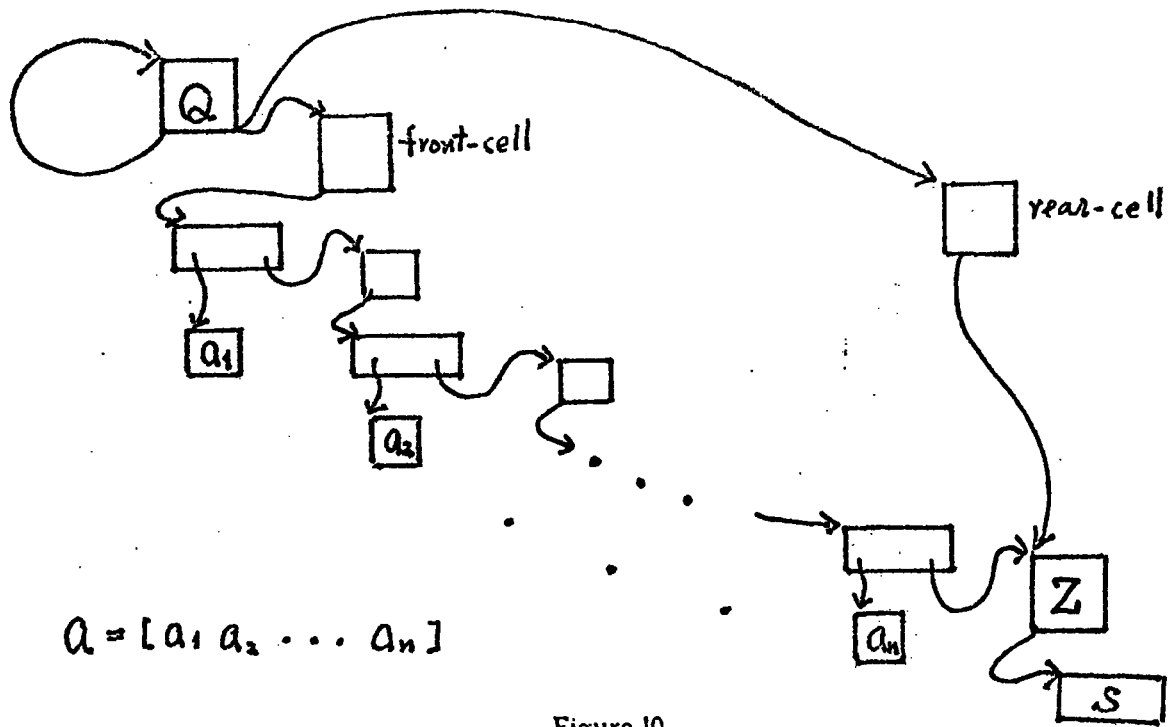 Q
front-cell
rear-cell
a₁
a₂
Z
aₙ
a = [a₁ a₂ ··· aₙ]
S
Figure 10